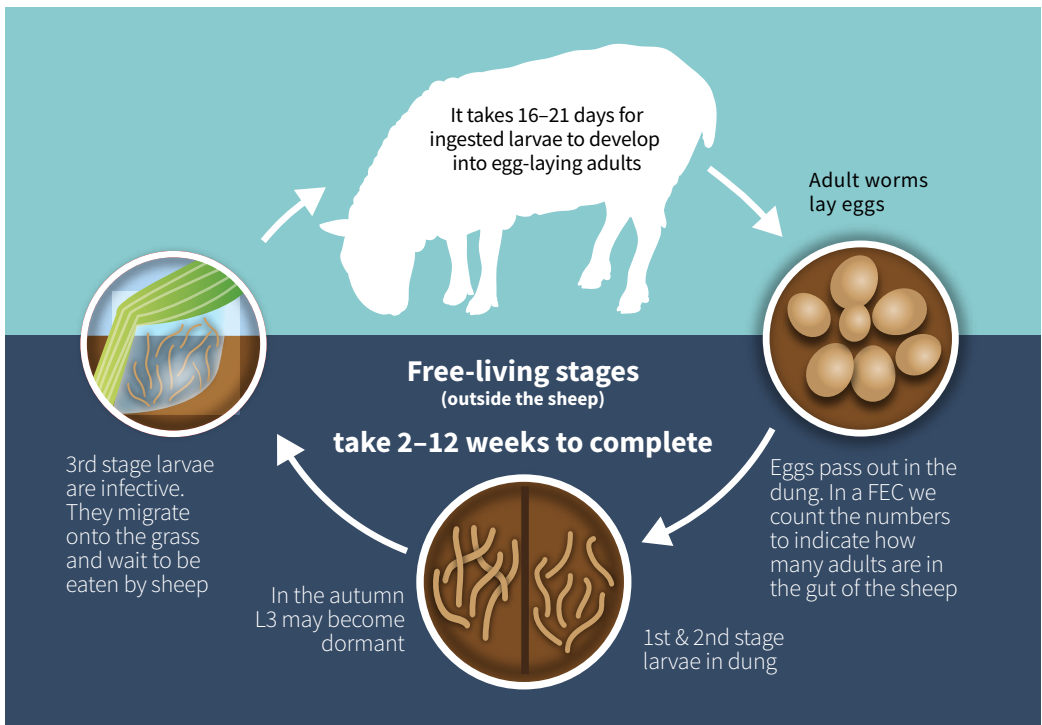 It takes 16–21 days for
ingested larvae to develop
into egg-laying adults
Adult worms
lay eggs
Free-living stages
(outside the sheep)
take 2–12 weeks to complete
3rd stage larvae
are infective.
They migrate
onto the grass
and wait to be
eaten by sheep
Eggs pass out in the
dung. In a FEC we
count the numbers
to indicate how
many adults are in
the gut of the sheep
In the autumn
L3 may become
dormant
1st & 2nd stage
larvae in dung